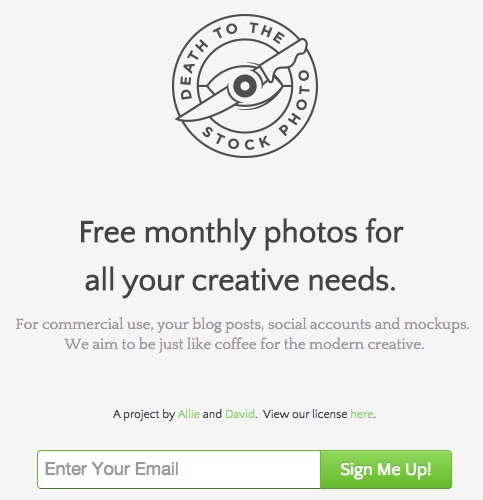 DEATH TO THE
STOCK PHOTO
Free monthly photos for
all your creative needs.
For commercial use, your blog posts, social accounts and mockups.
We aim to be just like coffee for the modern creative.
A project by Allie and David. View our license here.
Enter Your Email
Sign Me Up!